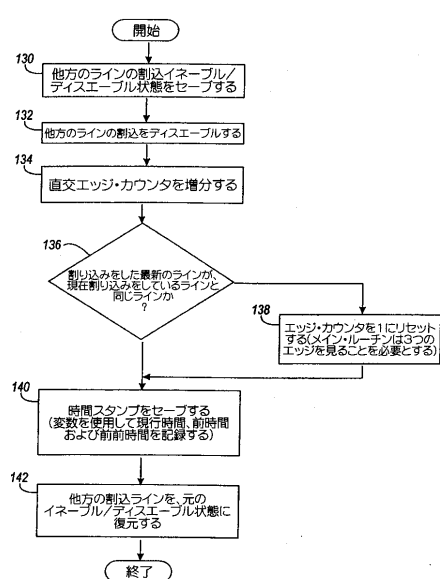 開始
130
他方のラインの割込イネーブル/
ディスエーブル状態をセーブする
132
他方のラインの割込をディスエーブルする
134
直交エッジ・カウンタを増分する
136
割り込みをした最新のラインが、
現在割り込みをしているラインと
同じラインか
?
138
エッジ・カウンタを1にリセット
する(メイン・ルーチンは3つの
エッジを見ることを必要とする)
140
時間スタンプをセーブする
(変数を使用して現行時間、前時間
および前前時間を記録する)
142
他方の割込ラインを、元の
イネーブル/ディスエーブル状態に
復元する
終了